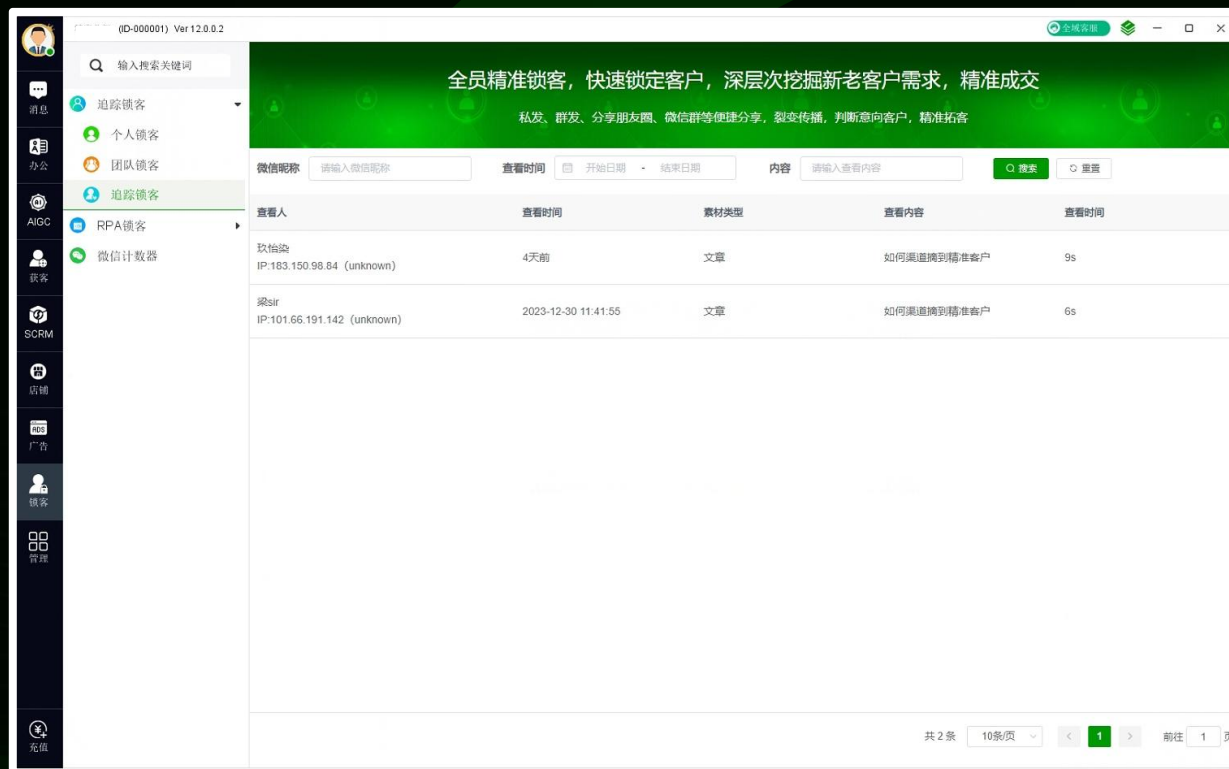 (ID-000001) Ver 12.0.0.2
全域客服
输入搜索关键词
消息
办公
AIGC
获客
SCRM
店铺
广告
锁客
管理
充值
追踪锁客
个人锁客
团队锁客
追踪锁客
RPA锁客
微信计数器
全员精准锁客，快速锁定客户，深层次挖掘新老客户需求，精准成交
私发、群发、分享朋友圈、微信群等便捷分享，裂变传播，判断意向客户，精准拓客
微信昵称 请输入微信昵称 查看时间 开始日期 - 结束日期 内容 请输入查看内容 搜索 重置
查看人 查看时间 素材类型 查看内容 查看时间
玖怡染
IP:183.150.98.84（unknown） 4天前 文章 如何渠道摘到精准客户 9s
梁sir
IP:101.66.191.142（unknown） 2023-12-30 11:41:55 文章 如何渠道摘到精准客户 6s
共 2 条 10条/页 < 1 > 前往 1 页